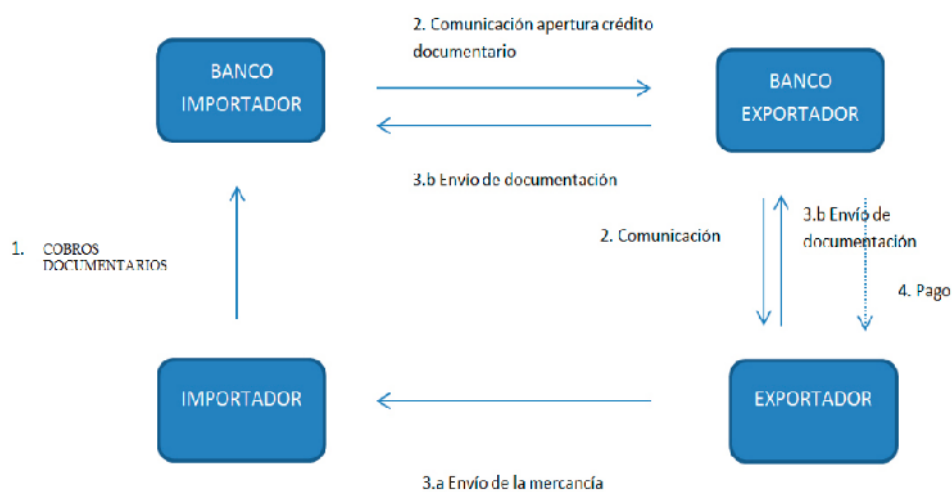 2. Comunicación apertura crédito
documentario
BANCO
IMPORTADOR
BANCO
EXPORTADOR
3.b Envío de documentación
3.b Envío de
documentación
2. Comunicación
1. COBROS
DOCUMENTARIOS
4. Pago
IMPORTADOR
EXPORTADOR
3.a Envío de la mercancía